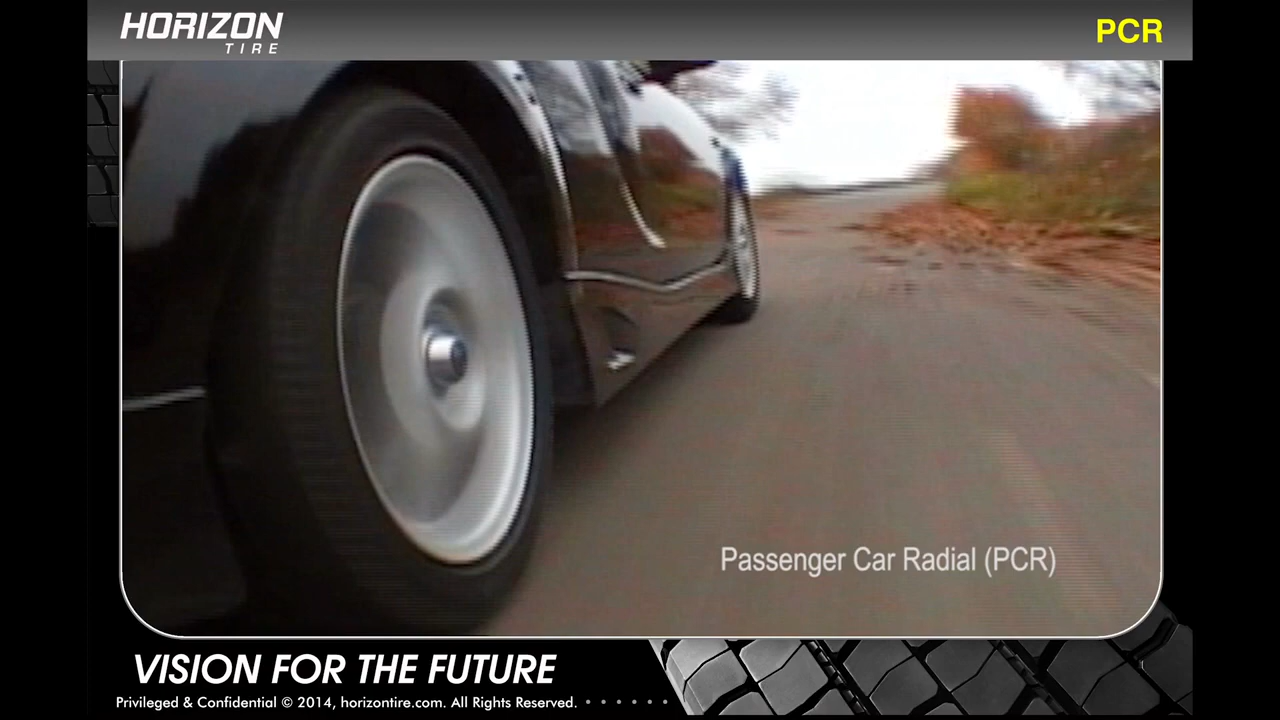 HORIZON
TIRE
PCR
Passenger Car Radial (PCR)
VISION FOR THE FUTURE
Privileged & Confidential © 2014, horizontire.com. All Rights Reserved.